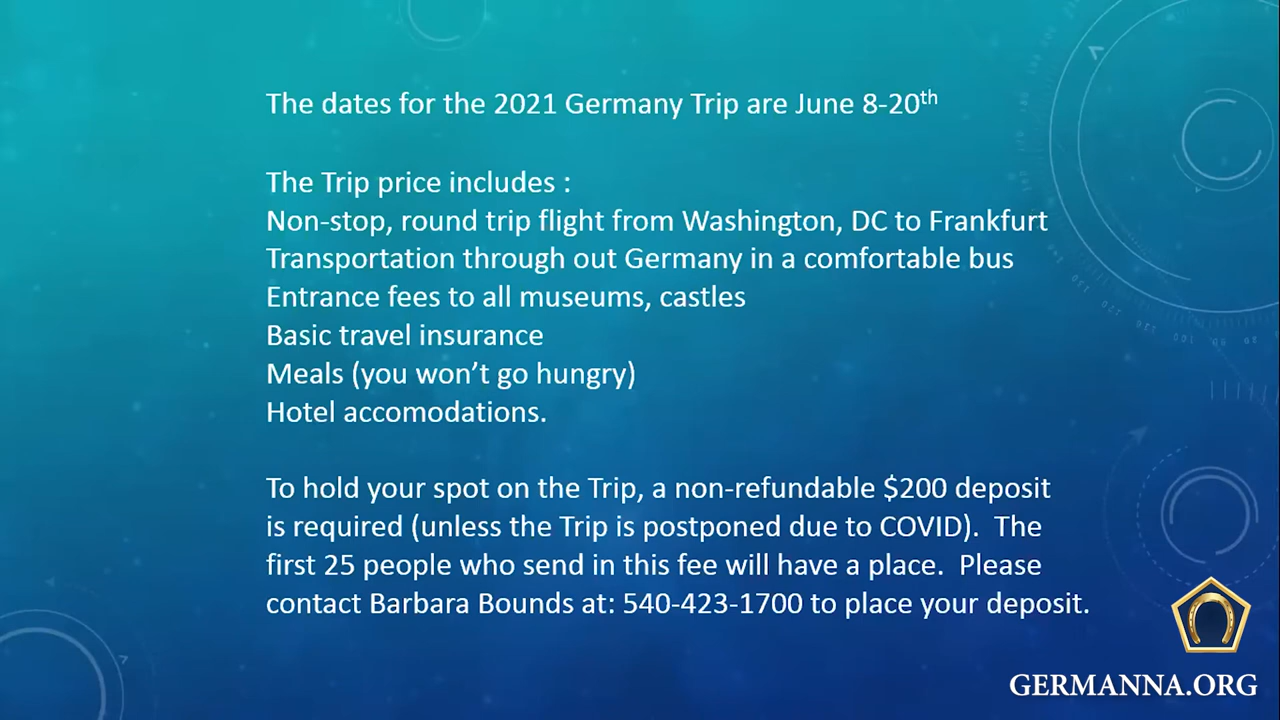 The dates for the 2021 Germany Trip are June 8-20th
The Trip price includes :
Non-stop, round trip flight from Washington, DC to Frankfurt
Transportation through out Germany in a comfortable bus
Entrance fees to all museums, castles
Basic travel insurance
Meals (you won’t go hungry)
Hotel accomodations.
To hold your spot on the Trip, a non-refundable $200 deposit
is required (unless the Trip is postponed due to COVID).  The
first 25 people who send in this fee will have a place.  Please
contact Barbara Bounds at: 540-423-1700 to place your deposit.
GERMANNA.ORG